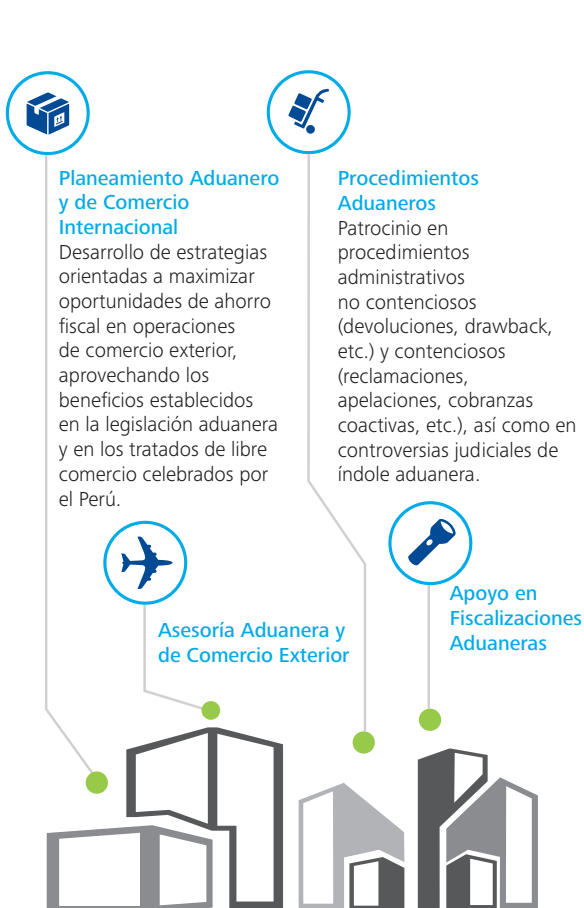 Planeamiento Aduanero
y de Comercio
Internacional
Desarrollo de estrategias
orientadas a maximizar
oportunidades de ahorro
fiscal en operaciones
de comercio exterior,
aprovechando los
beneficios establecidos
en la legislación aduanera
y en los tratados de libre
comercio celebrados por
el Perú.
Procedimientos
Aduaneros
Patrocinio en
procedimientos
administrativos
no contenciosos
(devoluciones, drawback,
etc.) y contenciosos
(reclamaciones,
apelaciones, cobranzas
coactivas, etc.), así como en
controversias judiciales de
índole aduanera.
Asesoría Aduanera y
de Comercio Exterior
Apoyo en
Fiscalizaciones
Aduaneras